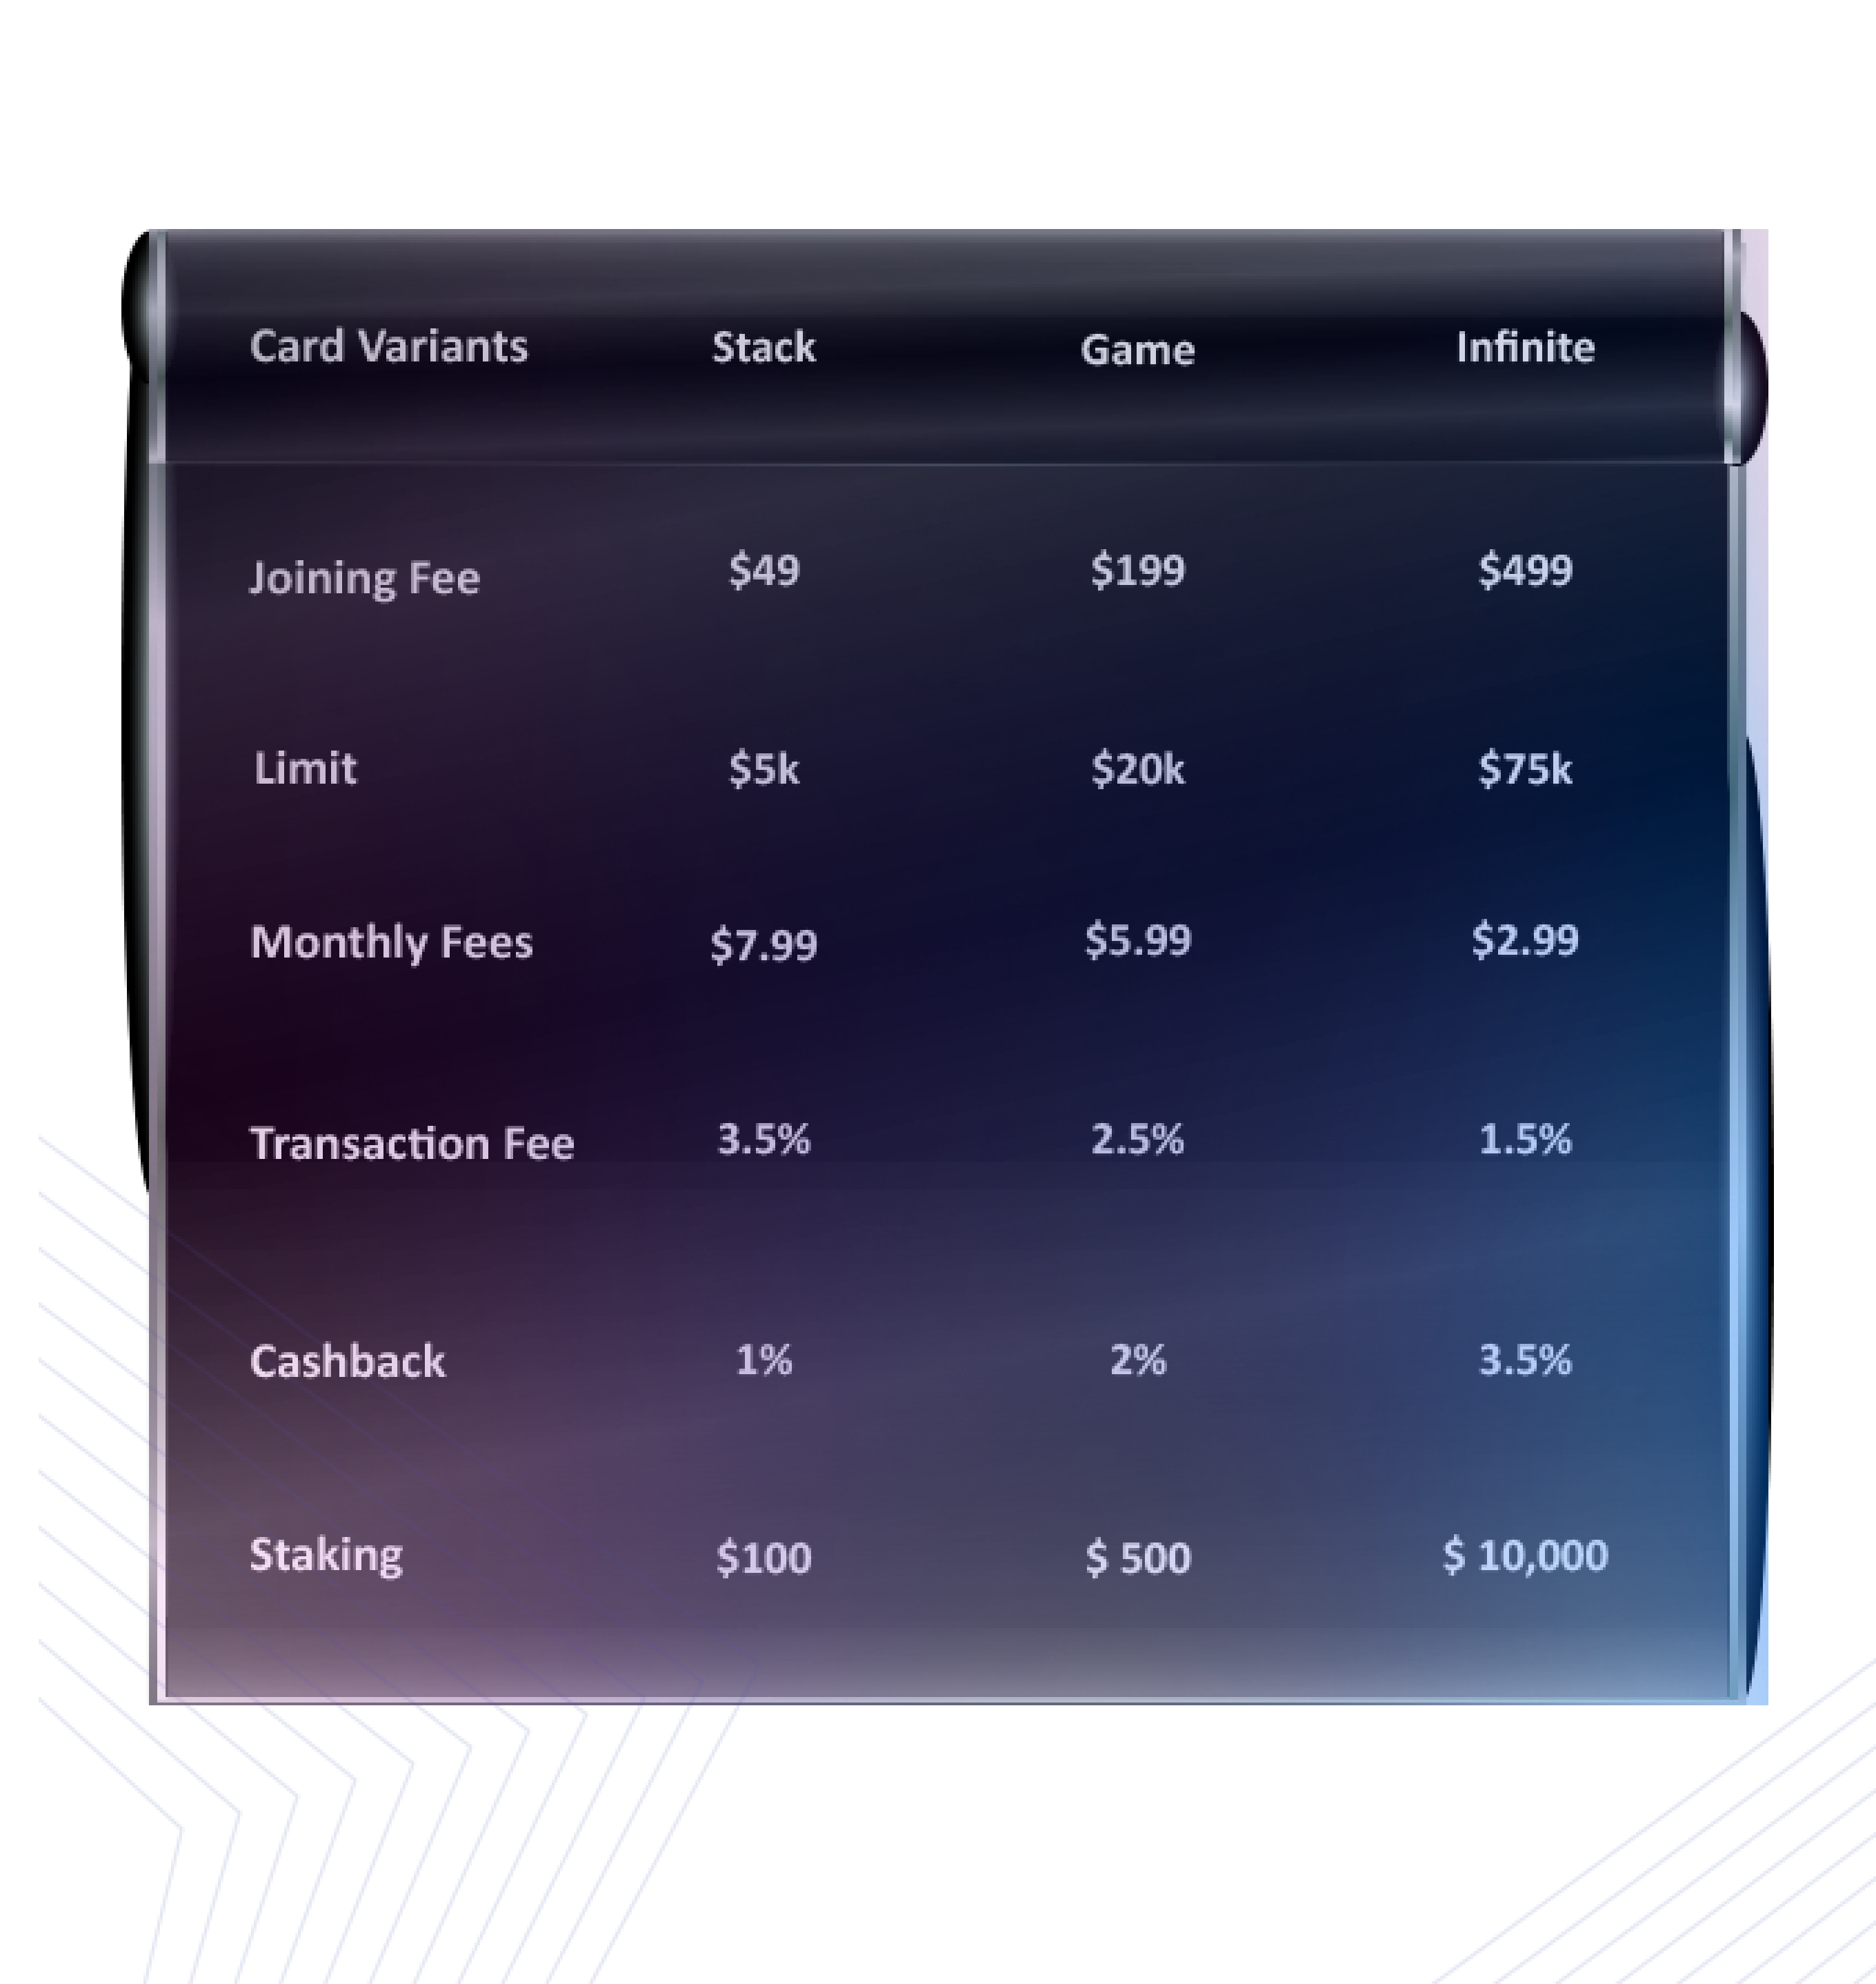 Card Variants Stack Game Infinite
Joining Fee $49 $199 $499
Limit $5k $20k $75k
Monthly Fees $7.99 $5.99 $2.99
Transaction Fee 3.5% 2.5% 1.5%
Cashback 1% 2% 3.5%
Staking $100 $ 500 $ 10,000